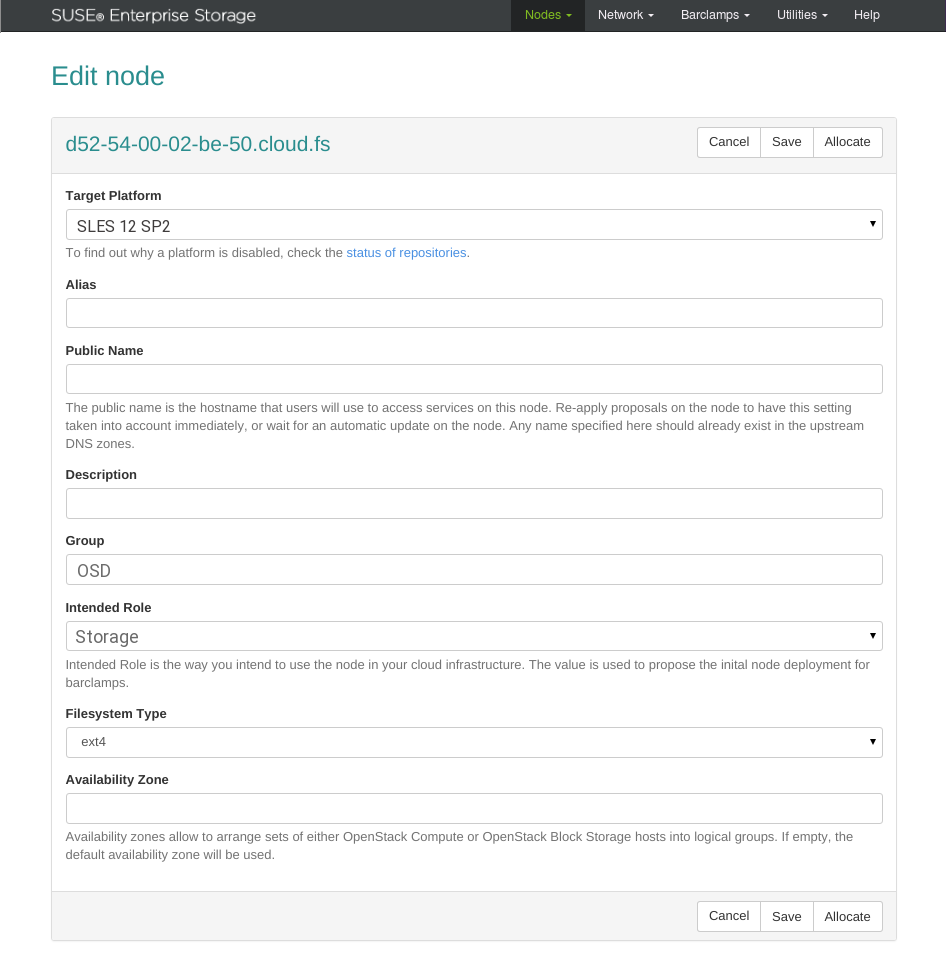 SUSE® Enterprise Storage
Nodes Network Barclamps Utilities Help
Edit node
d52-54-00-02-be-50.cloud.fs
Cancel Save Allocate
Target Platform
SLES 12 SP2
To find out why a platform is disabled, check the status of repositories.
Alias
Public Name
The public name is the hostname that users will use to access services on this node. Re-apply proposals on the node to have this setting
taken into account immediately, or wait for an automatic update on the node. Any name specified here should already exist in the upstream
DNS zones.
Description
Group
OSD
Intended Role
Storage
Intended Role is the way you intend to use the node in your cloud infrastructure. The value is used to propose the inital node deployment for
barclamps.
Filesystem Type
ext4
Availability Zone
Availability zones allow to arrange sets of either OpenStack Compute or OpenStack Block Storage hosts into logical groups. If empty, the
default availability zone will be used.
Cancel Save Allocate